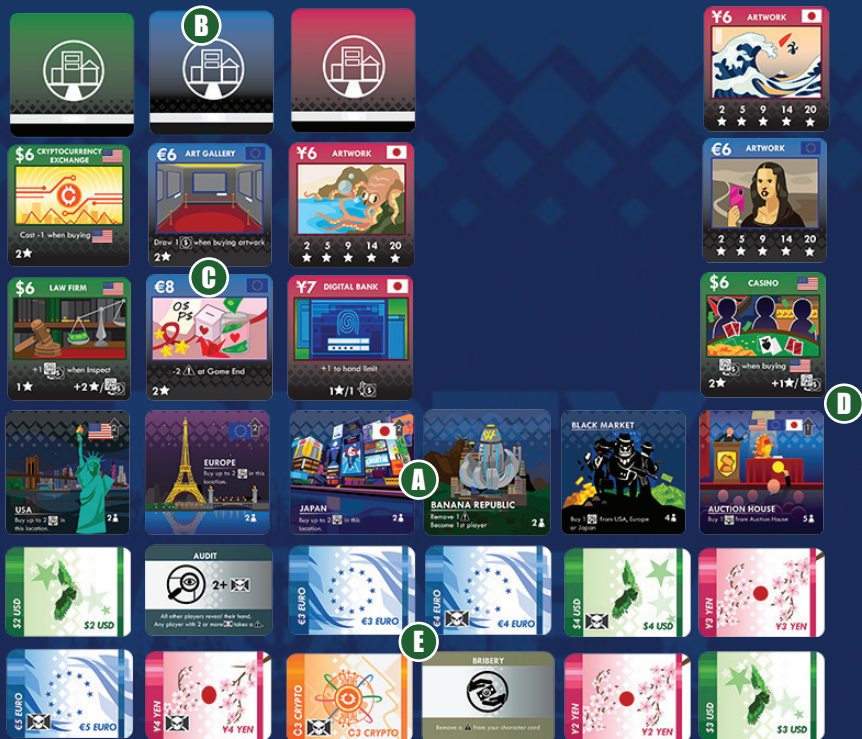 B
¥6 ARTWORK
2 5 9 14 20
$6 CRYPTOCURRENCY
EXCHANGE
Cost -1 when buying
2
€6 ART GALLERY
Draw 1 $ when buying artwork
2
¥6 ARTWORK
2 5 9 14 20
€6 ARTWORK
2 5 9 14 20
$6 LAW FIRM
+1 when Inspect
1 +2 /
C
€8
O$
P$
-2 at Game End
2
¥7 DIGITAL BANK
+1 to hand limit
1 /1 $
$6 CASINO
when buying
2 +1 /
D
2
USA
Buy up to 2 in
this location.
2
2
EUROPE
Buy up to 2 in this
location.
2
2
JAPAN
Buy up to 2 in this
location.
2
A
BANANA REPUBLIC
Remove 1
Become 1st player
2
BLACK MARKET
Buy 1 from USA, Europe
or Japan
4
1
AUCTION HOUSE
Buy 1 from Auction House
5
$2 USD
$2 USD
AUDIT
2+
All other players reveal their hand.
Any player with 2 or more takes a
€3 EURO
€3 EURO
€4 EURO
€4 EURO
$4 USD
$4 USD
¥3 YEN
¥3 YEN
E
€5 EURO
€5 EURO
¥4 YEN
¥4 YEN
C3 CRYPTO
C3 CRYPTO
BRIBERY
Remove a from your character card
¥2 YEN
¥2 YEN
$3 USD
$3 USD